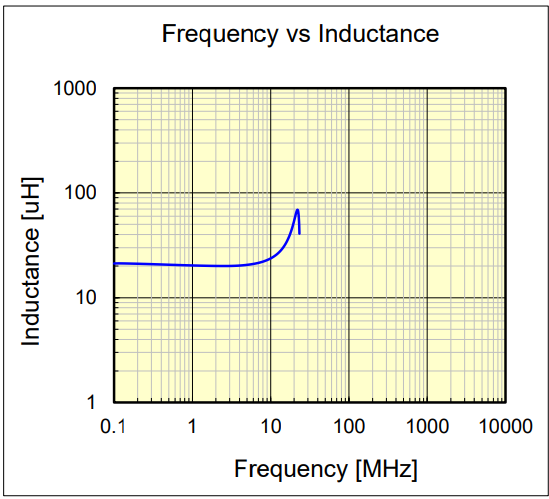 Frequency vs Inductance
1000
100
10
1
Inductance [uH]
0.1 1 10 100 1000 10000
Frequency [MHz]